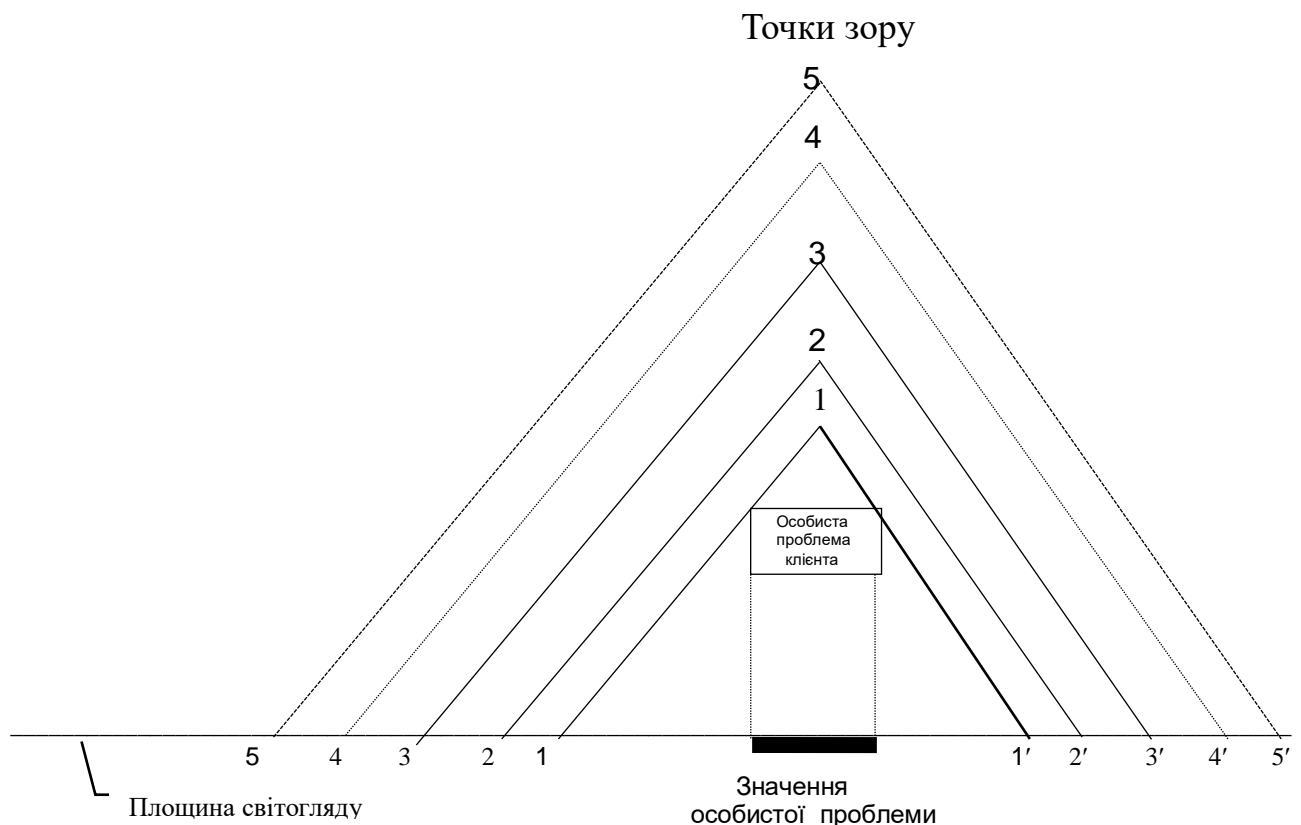 Точки зору
5
4
3
2
1
Особиста
проблема
клієнта
5 4 3 2 1 1′ 2′ 3′ 4′ 5′
Площина світогляду
Значення
особистої проблеми